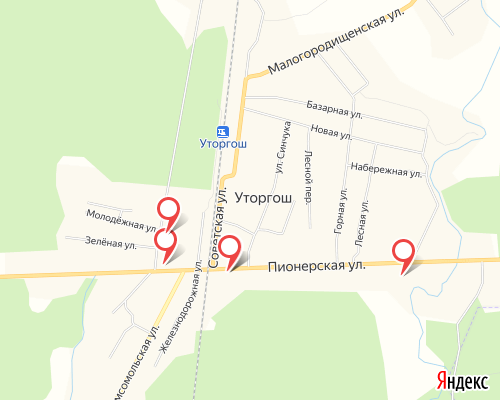 Малогородищенская ул.
Базарная ул.
Новая ул.
Уторгош
ул. Синчука
Лесной пер.
Набережная ул.
Советская ул.
Уторгош
Горная ул.
Лесная ул.
Молодёжная ул.
Зелёная ул.
Пионерская ул.
Железнодорожная ул.
мсомольская ул.
Яндекс